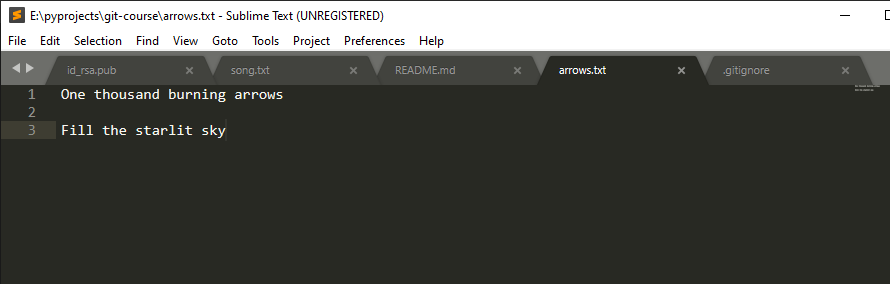 E:\pyprojects\git-course\arrows.txt - Sublime Text (UNREGISTERED)
File Edit Selection Find View Goto Tools Project Preferences Help
id_rsa.pub song.txt README.md arrows.txt .gitignore
1 One thousand burning arrows
2
3 Fill the starlit sky